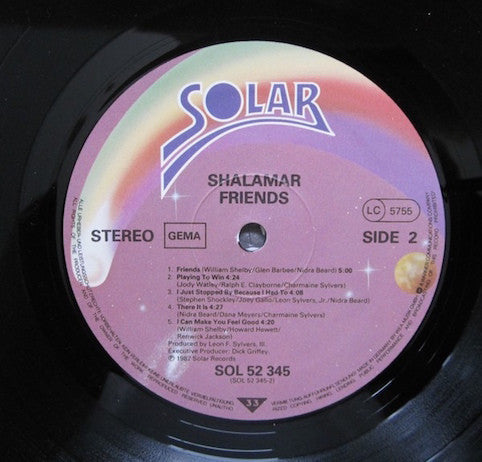 SOLAR
SHALAMAR
FRIENDS
STEREO
GEMA
LC 5755
SIDE 2
1. Friends (William Shelby/Glen Barbee/Nidra Beard) 5:00
2. Playing To Win 4:24
(Jody Watley/Ralph E. Clayborne/Charmaine Sylvers)
3. I Just Stopped By Because I Had To 4:06
(Stephen Shockley/Joey Gallo/Leon Sylvers, Jr./Nidra Beard)
4. There It Is 4:27
(Nidra Beard/Dana Meyers/Charmaine Sylvers)
5. I Can Make You Feel Good 4:20
(William Shelby/Howard Hewett/
Renwick Jackson)
Produced by Leon F. Sylvers, III.
Executive Producer: Dick Griffey.
℗ 1987 Solar Records
SOL 52 345
(SOL 52 345-2)
33